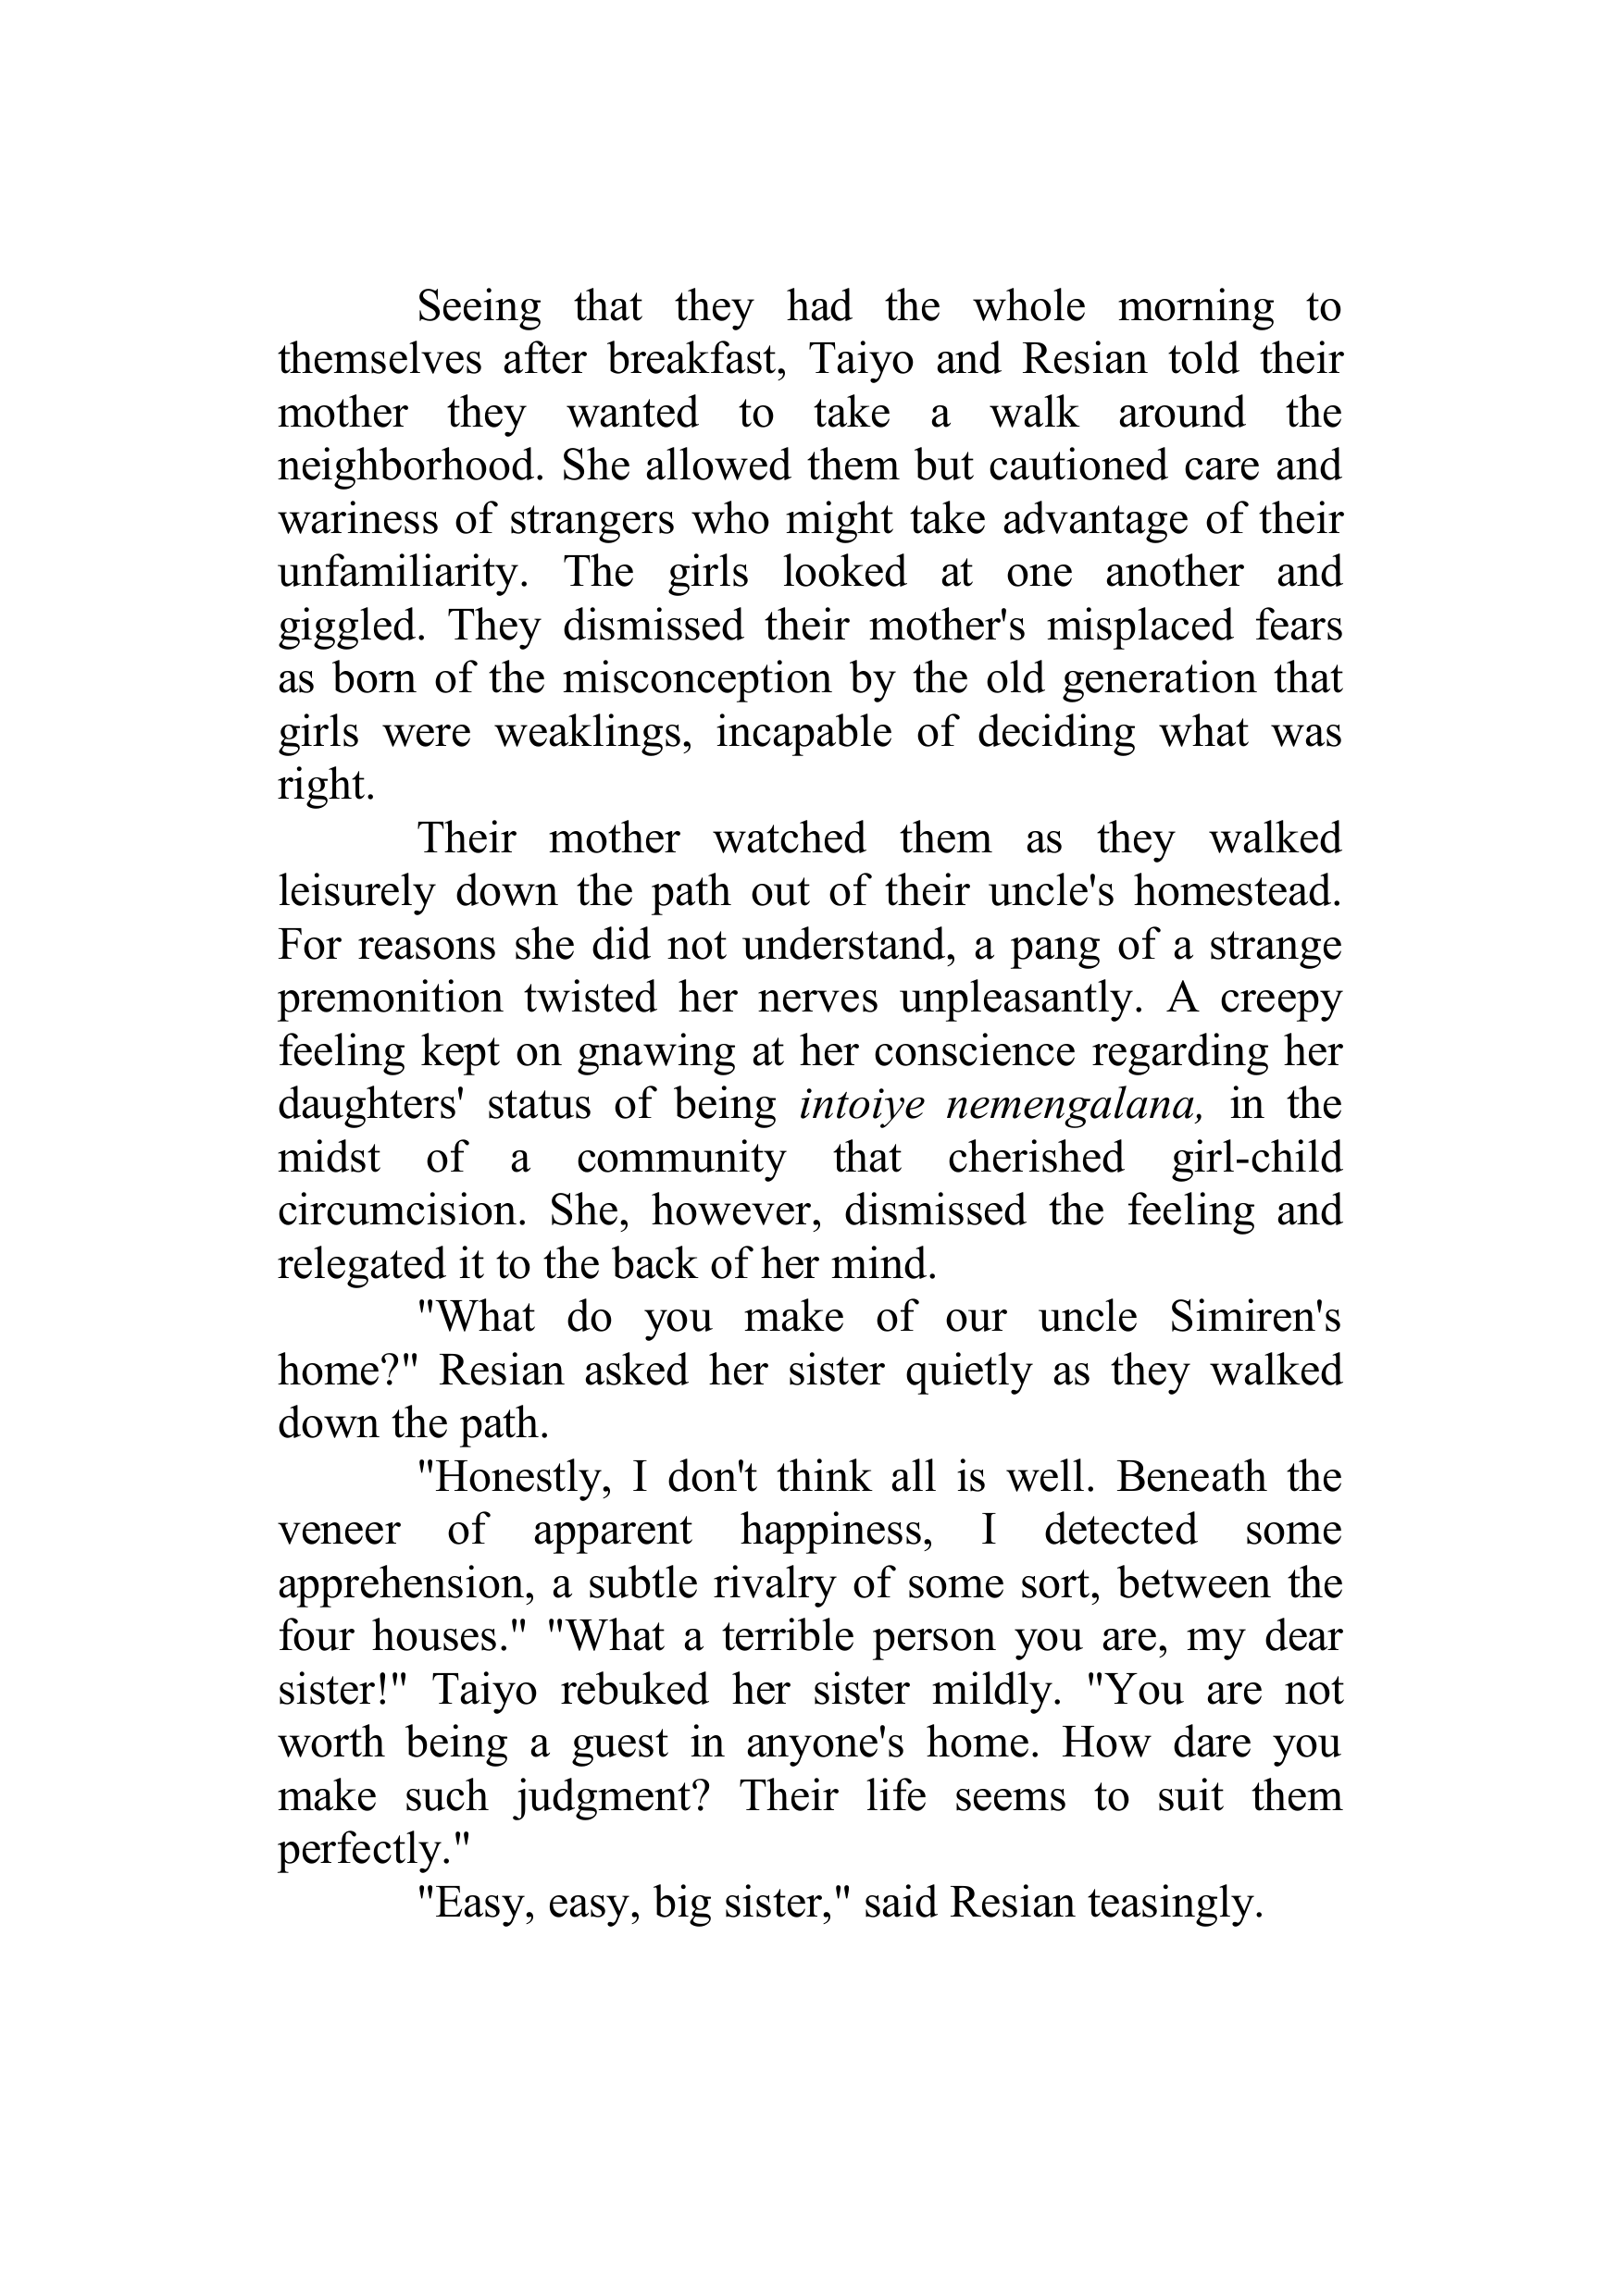 Seeing that they had the whole morning to
themselves after breakfast, Taiyo and Resian told their
mother they wanted to take a walk around the
neighborhood. She allowed them but cautioned care and
wariness of strangers who might take advantage of their
unfamiliarity. The girls looked at one another and
giggled. They dismissed their mother's misplaced fears
as born of the misconception by the old generation that
girls were weaklings, incapable of deciding what was
right.
Their mother watched them as they walked
leisurely down the path out of their uncle's homestead.
For reasons she did not understand, a pang of a strange
premonition twisted her nerves unpleasantly. A creepy
feeling kept on gnawing at her conscience regarding her
daughters' status of being intoiye nemengalana, in the
midst of a community that cherished girl-child
circumcision. She, however, dismissed the feeling and
relegated it to the back of her mind.
"What do you make of our uncle Simiren's
home?" Resian asked her sister quietly as they walked
down the path.
"Honestly, I don't think all is well. Beneath the
veneer of apparent happiness, I detected some
apprehension, a subtle rivalry of some sort, between the
four houses." "What a terrible person you are, my dear
sister!" Taiyo rebuked her sister mildly. "You are not
worth being a guest in anyone's home. How dare you
make such judgment? Their life seems to suit them
perfectly."
"Easy, easy, big sister," said Resian teasingly.